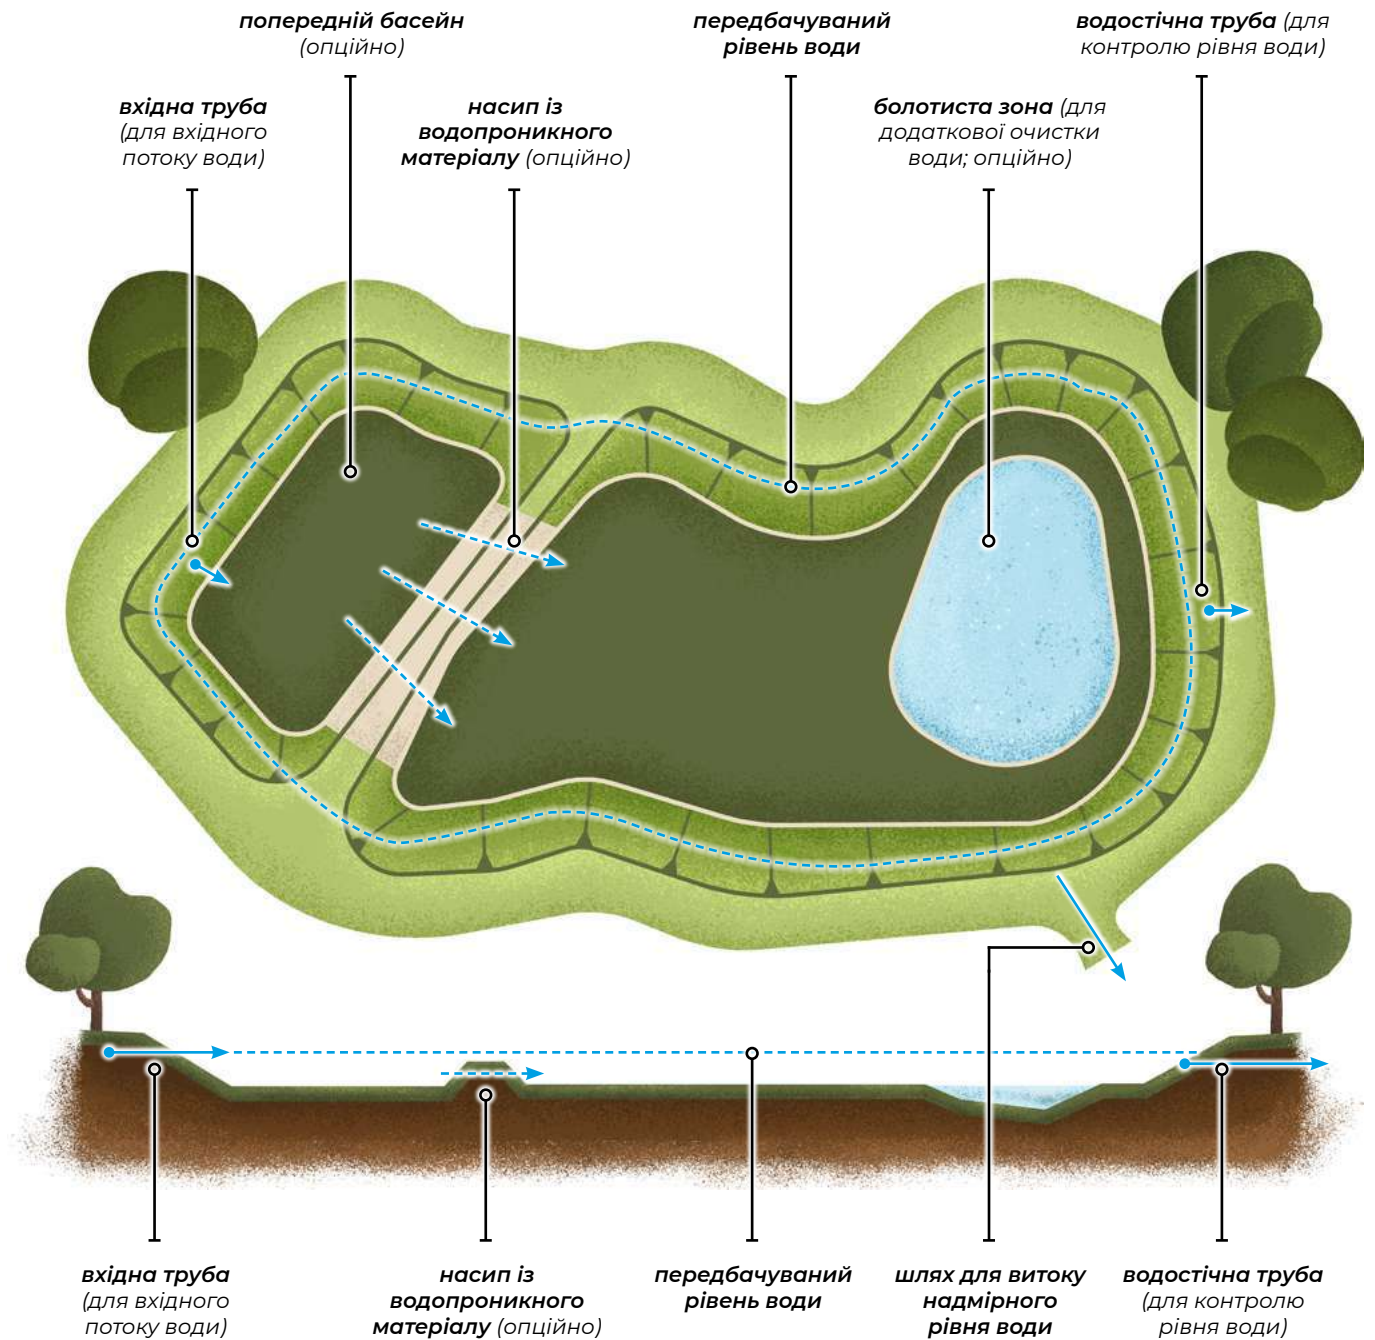 попередній басейн
(опційно)
передбачуваний
рівень води
водостічна труба (для
контролю рівня води)
вхідна труба
(для вхідного
потоку води)
насип із
водопроникного
матеріалу (опційно)
болотиста зона (для
додаткової очистки
води; опційно)
вхідна труба
(для вхідного
потоку води)
насип із
водопроникного
матеріалу (опційно)
передбачуваний
рівень води
шлях для витоку
надмірного
рівня води
водостічна труба
(для контролю
рівня води)